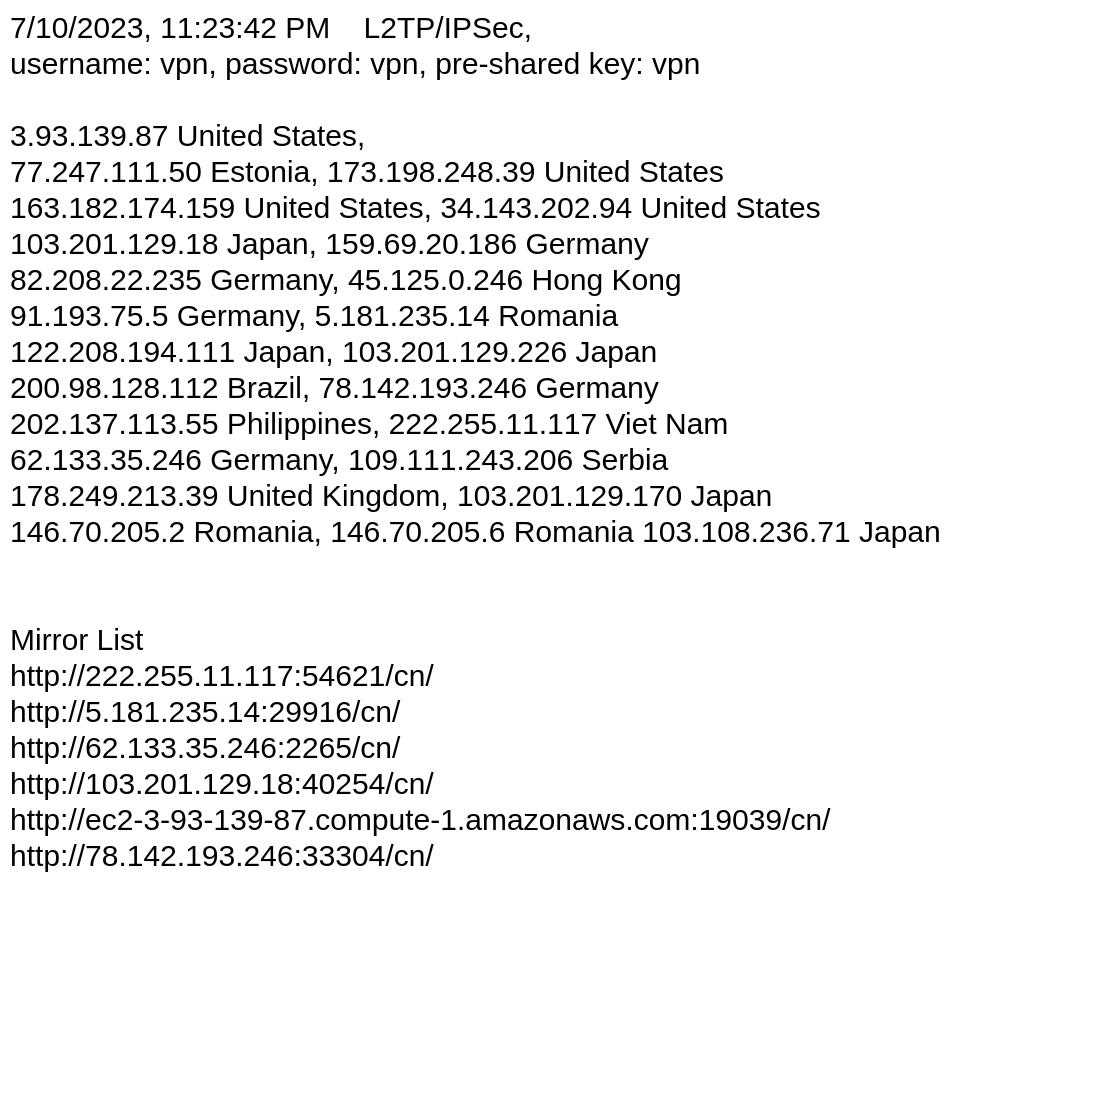 7/10/2023, 11:23:42 PM    L2TP/IPSec,
username: vpn, password: vpn, pre-shared key: vpn
3.93.139.87 United States,
77.247.111.50 Estonia, 173.198.248.39 United States
163.182.174.159 United States, 34.143.202.94 United States
103.201.129.18 Japan, 159.69.20.186 Germany
82.208.22.235 Germany, 45.125.0.246 Hong Kong
91.193.75.5 Germany, 5.181.235.14 Romania
122.208.194.111 Japan, 103.201.129.226 Japan
200.98.128.112 Brazil, 78.142.193.246 Germany
202.137.113.55 Philippines, 222.255.11.117 Viet Nam
62.133.35.246 Germany, 109.111.243.206 Serbia
178.249.213.39 United Kingdom, 103.201.129.170 Japan
146.70.205.2 Romania, 146.70.205.6 Romania 103.108.236.71 Japan
Mirror List
http://222.255.11.117:54621/cn/
http://5.181.235.14:29916/cn/
http://62.133.35.246:2265/cn/
http://103.201.129.18:40254/cn/
http://ec2-3-93-139-87.compute-1.amazonaws.com:19039/cn/
http://78.142.193.246:33304/cn/